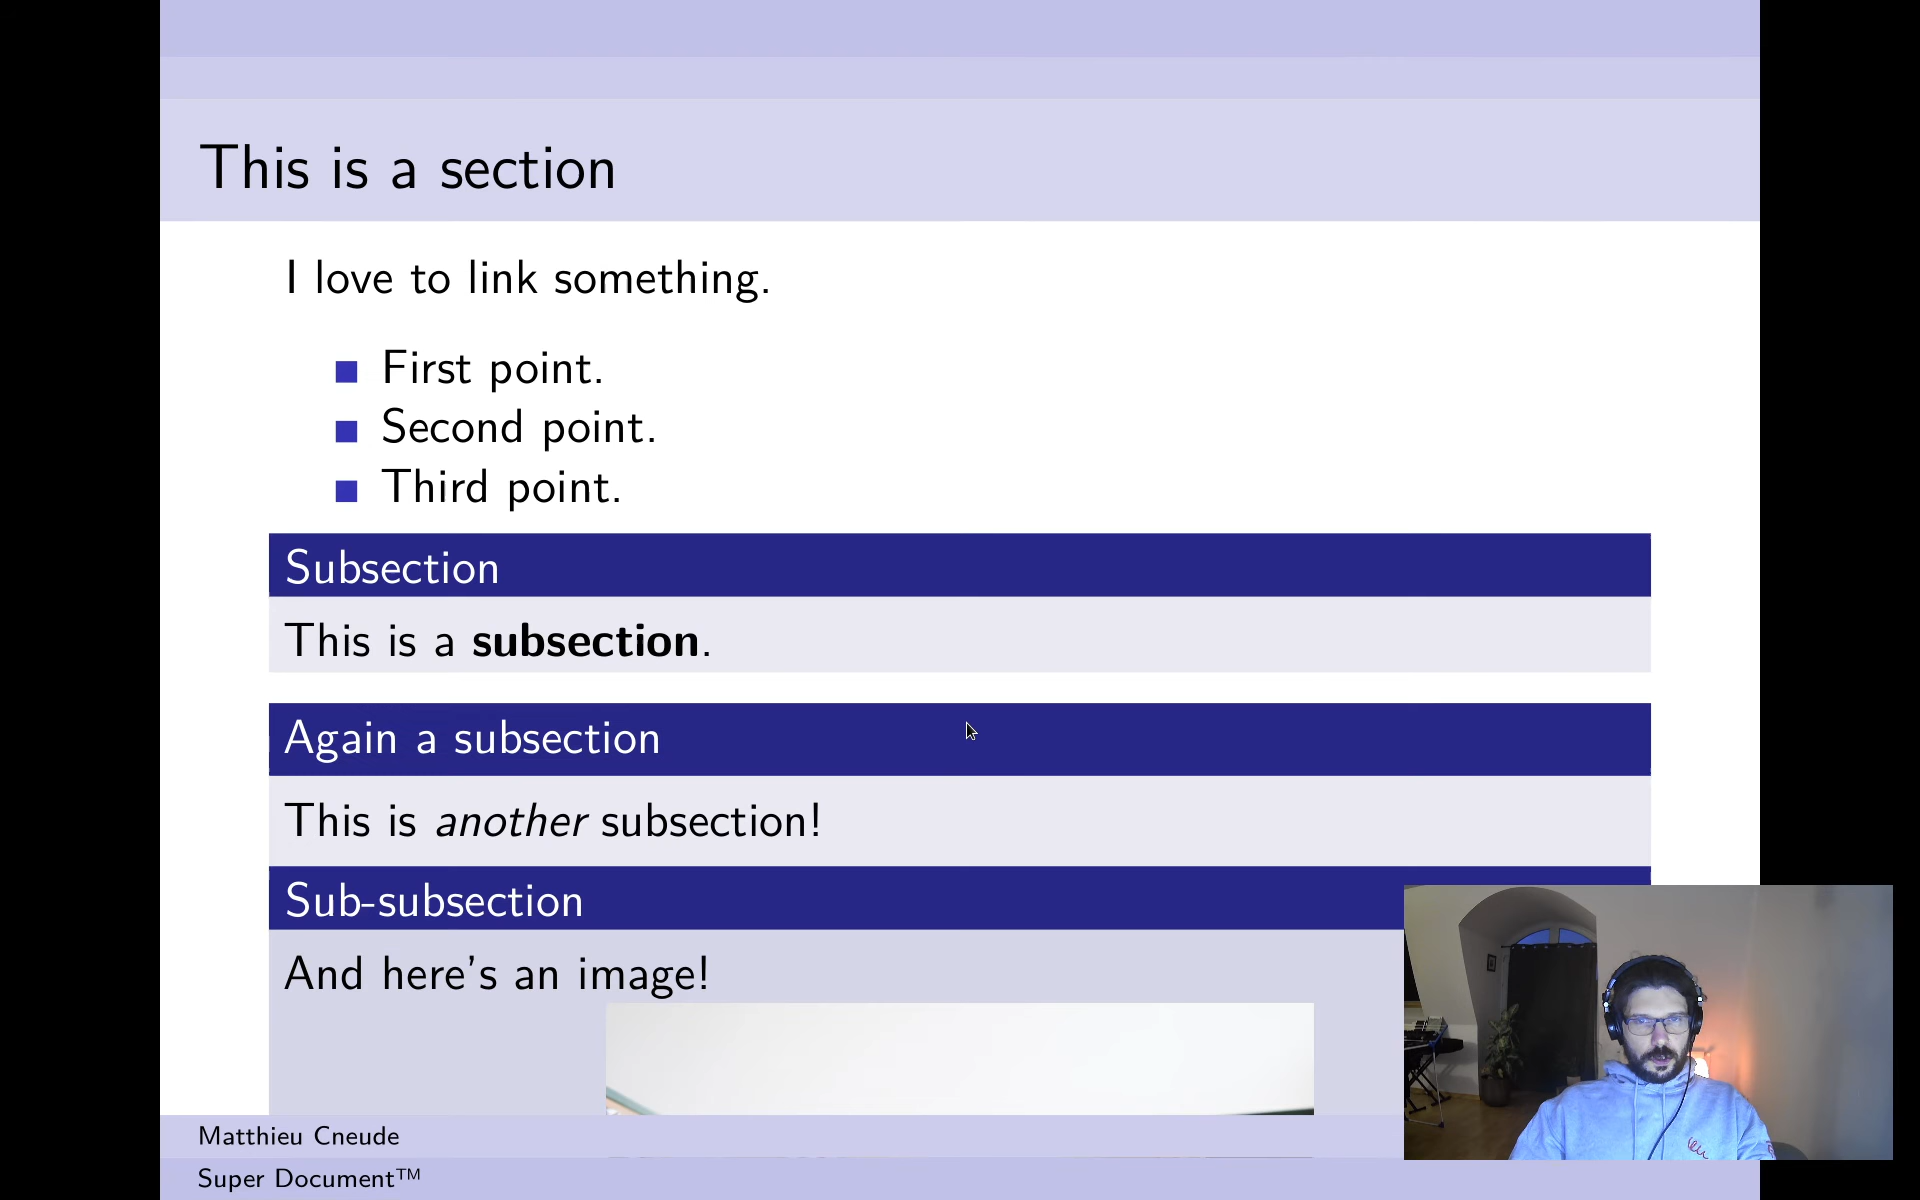 This is a section
I love to link something.
First point.
Second point.
Third point.
Subsection
This is a subsection.
Again a subsection
This is another subsection!
Sub-subsection
And here's an image!
Matthieu Cneude
Super Document™